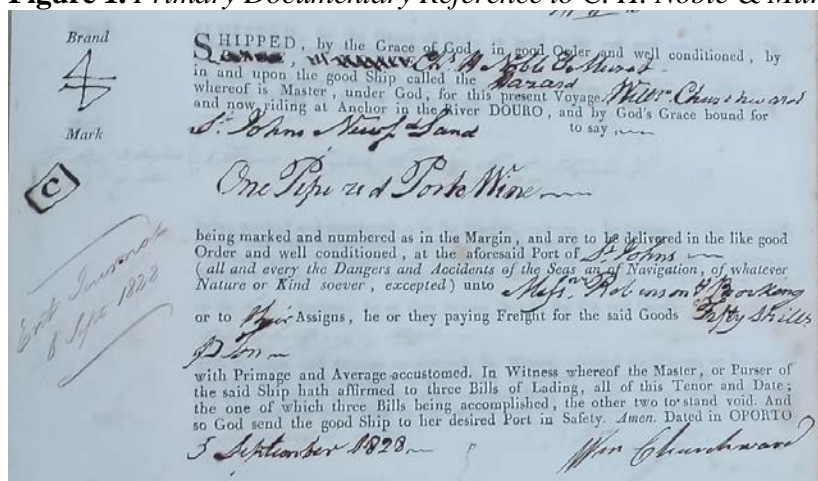 Figure 1. Primary Documentary Reference to C. H. Noble & Mur
Brand
Mark
C
Ent Journal
6 Sept 1828
SHIPPED, by the Grace of God, in good Order and well conditioned, by
Chs H Noble & Murat
in and upon the good Ship called the Hazard
whereof is Master, under God, for this present Voyage Willm Churchward
and now riding at Anchor in the River DOURO, and by God's Grace bound for
St Johns Newfdland to say
One Pipe red Port Wine
being marked and numbered as in the Margin, and are to be delivered in the like good
Order and well conditioned, at the aforesaid Port of St Johns
(all and every the Dangers and Accidents of the Seas an of Navigation, of whatever
Nature or Kind soever, excepted) unto Messrs Robinson & Brooking
or to their Assigns, he or they paying Freight for the said Goods Fifty Shills
P Ton
with Primage and Average accustomed. In Witness whereof the Master, or Purser of
the said Ship hath affirmed to three Bills of Lading, all of this Tenor and Date;
the one of which three Bills being accomplished, the other two to stand void. And
so God send the good Ship to her desired Port in Safety. Amen. Dated in OPORTO
5 September 1828
Wm Churchward